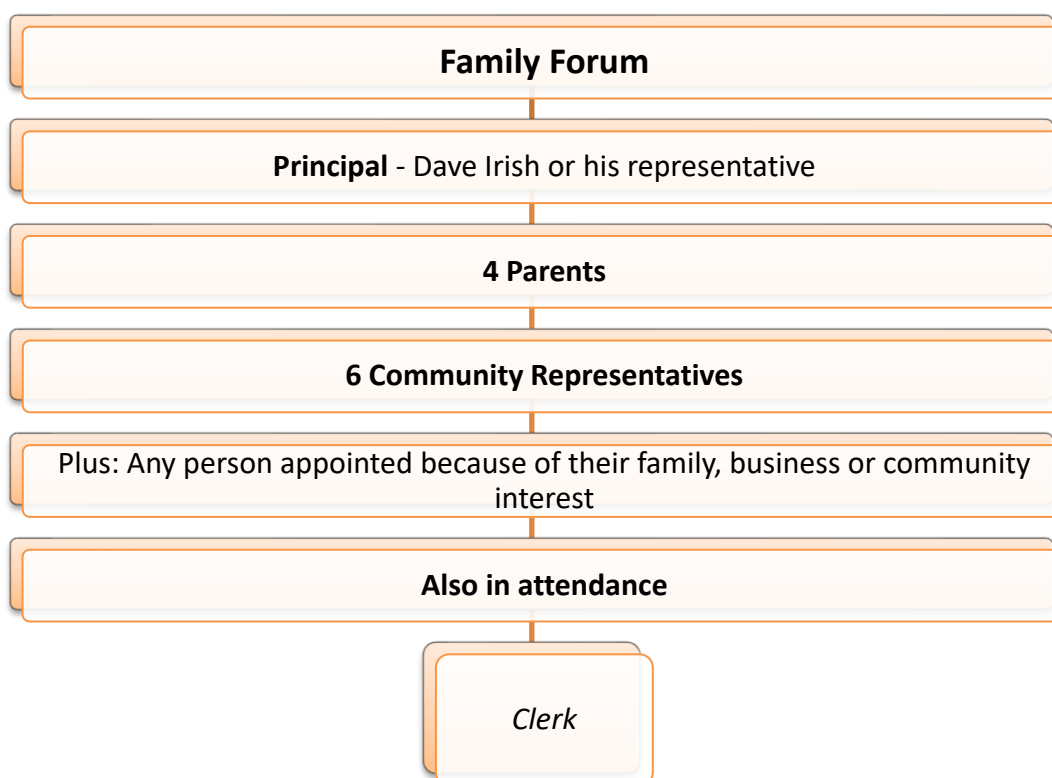 Family Forum
Principal - Dave Irish or his representative
4 Parents
6 Community Representatives
Plus: Any person appointed because of their family, business or community
interest
Also in attendance
Clerk